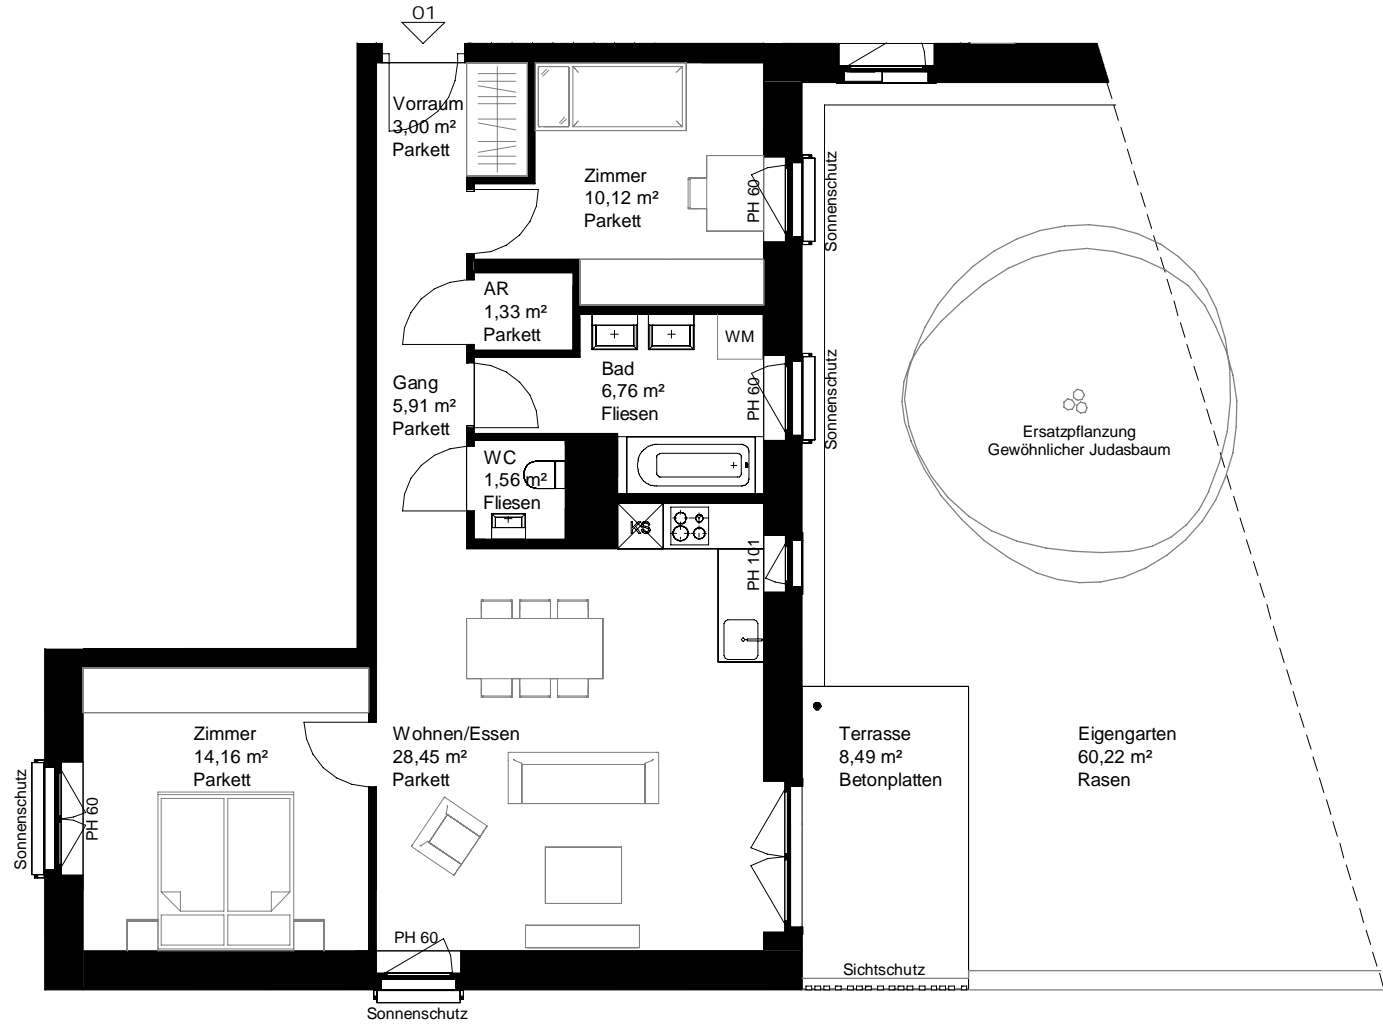 01
Vorraum
3,00 m²
Parkett
Zimmer
10,12 m²
Parkett
PH 60
Sonnenschutz
AR
1,33 m²
Parkett
WM
Bad
6,76 m²
Fliesen
PH 60
Sonnenschutz
Gang
5,91 m²
Parkett
WC
1,56 m²
Fliesen
KS
PH 101
Ersatzpflanzung
Gewöhnlicher Judasbaum
Zimmer
14,16 m²
Parkett
PH 60
Sonnenschutz
Wohnen/Essen
28,45 m²
Parkett
Terrasse
8,49 m²
Betonplatten
Eigengarten
60,22 m²
Rasen
PH 60
Sonnenschutz
Sichtschutz